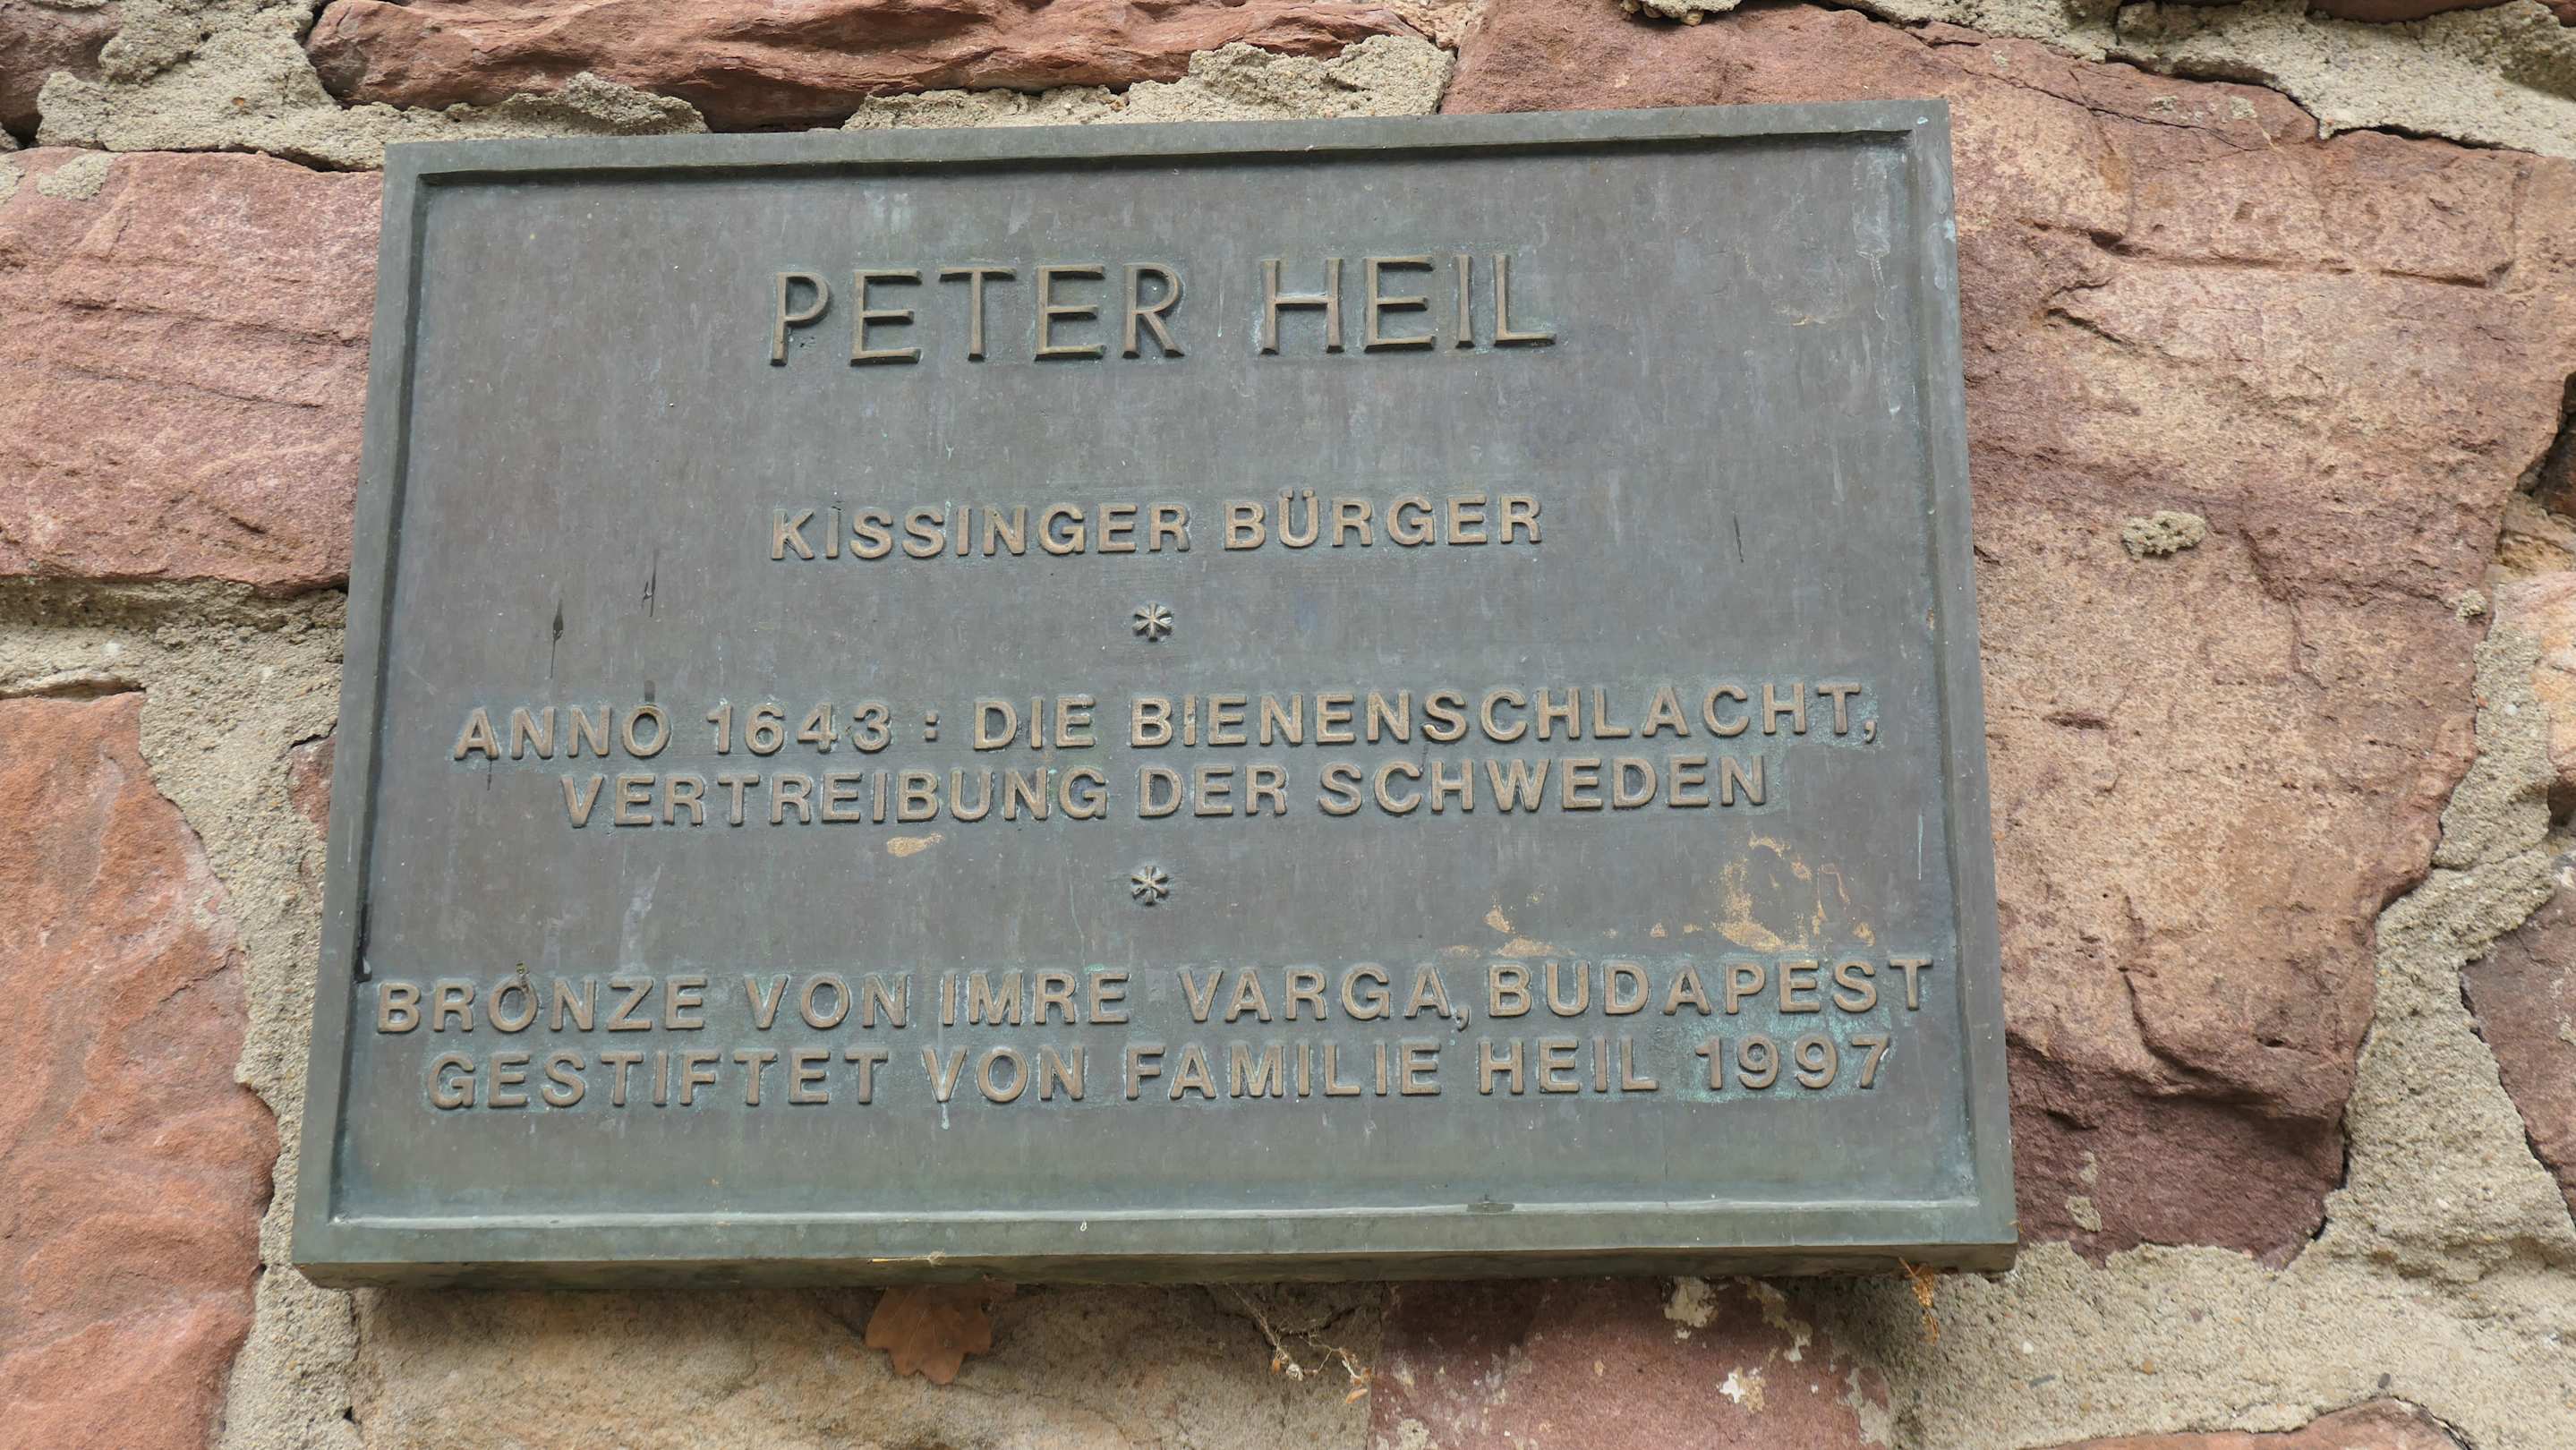 PETER HEIL
KISSINGER BÜRGER
*
ANNO 1643 : DIE BIENENSCHLACHT,
VERTREIBUNG DER SCHWEDEN
*
BRONZE VON IMRE VARGA, BUDAPEST
GESTIFTET VON FAMILIE HEIL 1997